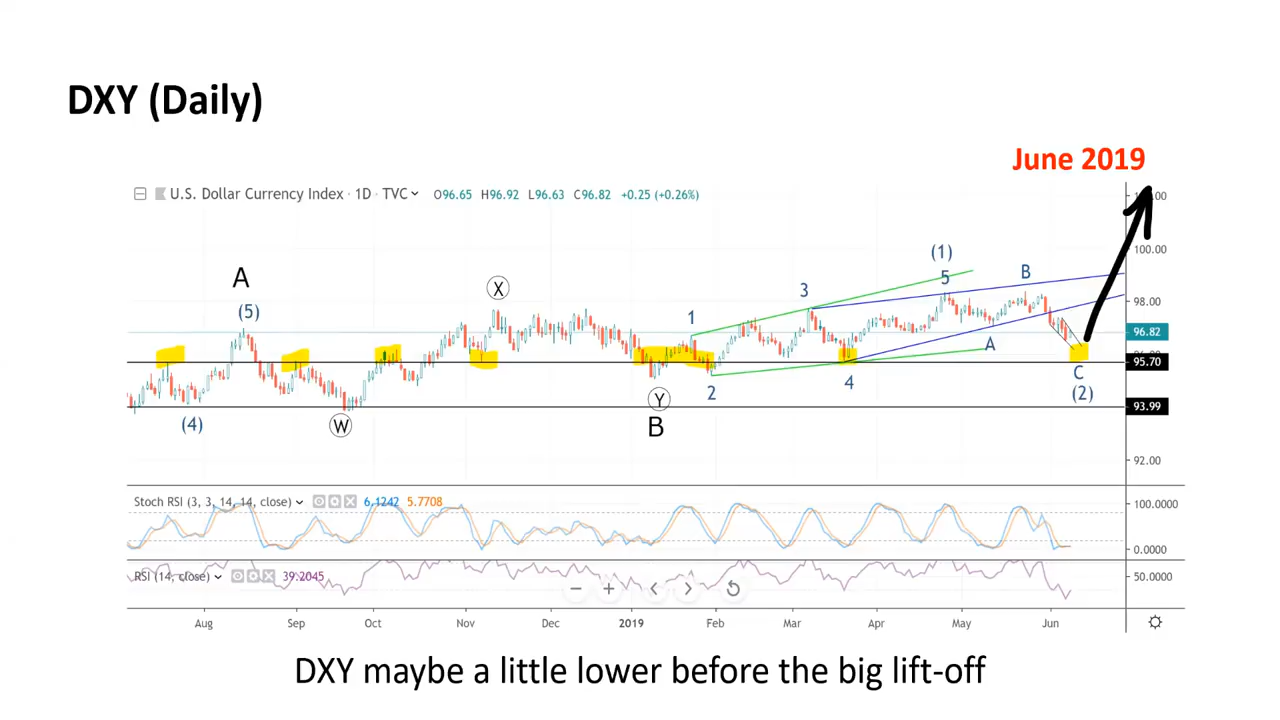 DXY (Daily)
June 2019
U.S. Dollar Currency Index · 1D · TVC O96.65 H96.92 L96.63 C96.82 +0.25 (+0.26%)
100.00
98.00
96.82
95.70
93.99
92.00
A
(5)
(4)
W
X
Y
B
1
2
3
4
(1)
5
B
A
C
(2)
Stoch RSI (3, 3, 14, 14, close) 6.1242 5.7708
100.0000
0.0000
RSI (14, close) 39.2045
50.0000
Aug Sep Oct Nov Dec 2019 Feb Mar Apr May Jun
DXY maybe a little lower before the big lift-off